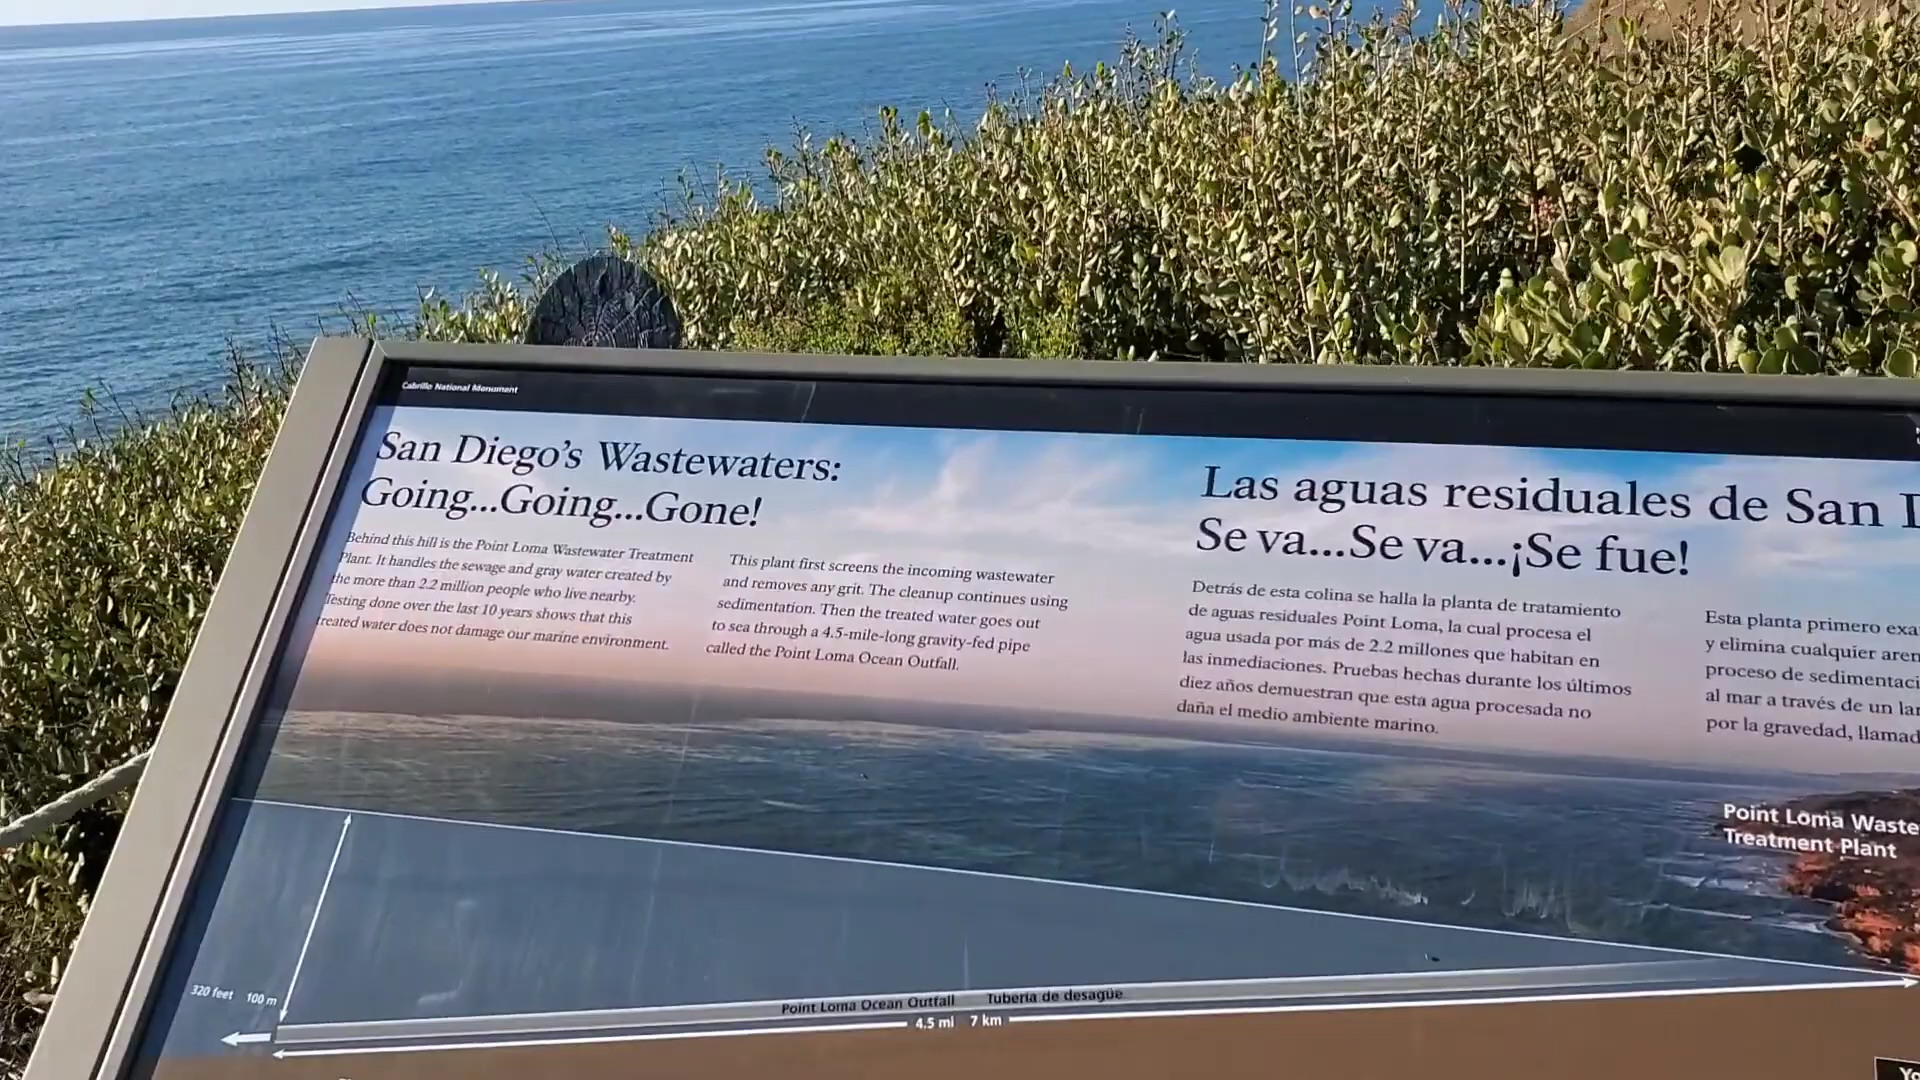 Cabrillo National Monument
San Diego's Wastewaters:
Going...Going...Gone!
Behind this hill is the Point Loma Wastewater Treatment
Plant. It handles the sewage and gray water created by
the more than 2.2 million people who live nearby.
Testing done over the last 10 years shows that this
treated water does not damage our marine environment.
This plant first screens the incoming wastewater
and removes any grit. The cleanup continues using
sedimentation. Then the treated water goes out
to sea through a 4.5-mile-long gravity-fed pipe
called the Point Loma Ocean Outfall.
Las aguas residuales de San
Se va...Se va...¡Se fue!
Detrás de esta colina se halla la planta de tratamiento
de aguas residuales Point Loma, la cual procesa el
agua usada por más de 2.2 millones que habitan en
las inmediaciones. Pruebas hechas durante los últimos
diez años demuestran que esta agua procesada no
daña el medio ambiente marino.
Esta planta primero exa
y elimina cualquier aren
proceso de sedimentaci
al mar a través de un lar
por la gravedad, llamad
Point Loma Waste
Treatment Plant
320 feet 100 m
Point Loma Ocean Outfall Tubería de desagüe
4.5 mi 7 km
Yo